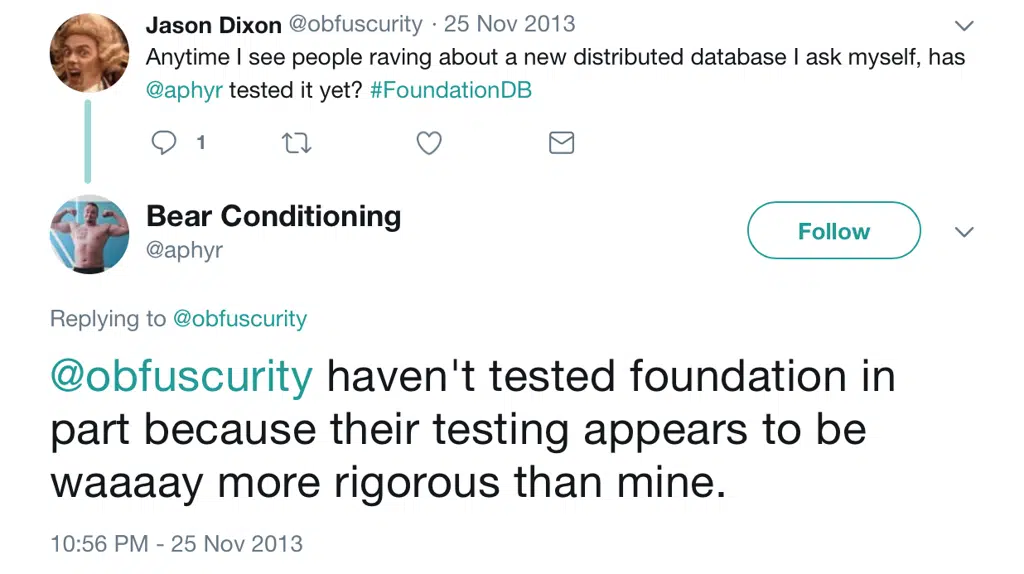 Jason Dixon @obfuscurity · 25 Nov 2013
Anytime I see people raving about a new distributed database I ask myself, has
@aphyr tested it yet? #FoundationDB
1
Bear Conditioning
@aphyr
Follow
Replying to @obfuscurity
@obfuscurity haven't tested foundation in
part because their testing appears to be
waaaay more rigorous than mine.
10:56 PM - 25 Nov 2013